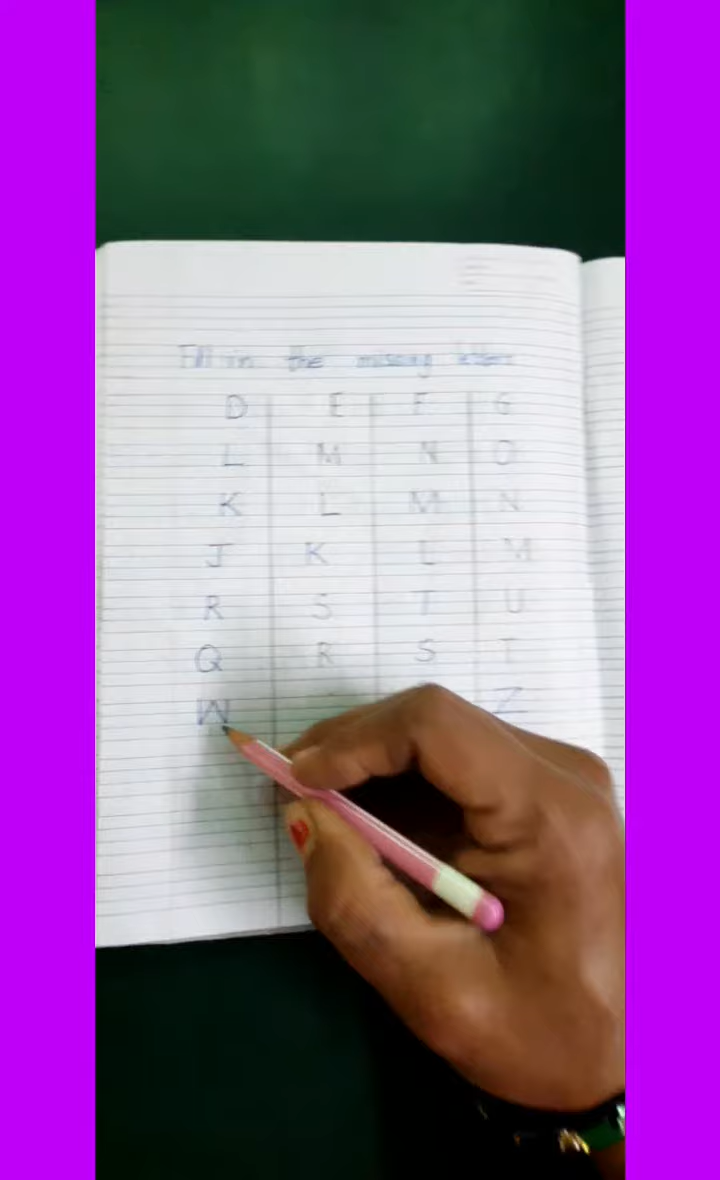 Fill in the missing letters
D E F G
L M N O
K L M N
J K L M
R S T U
Q R S T
W Z